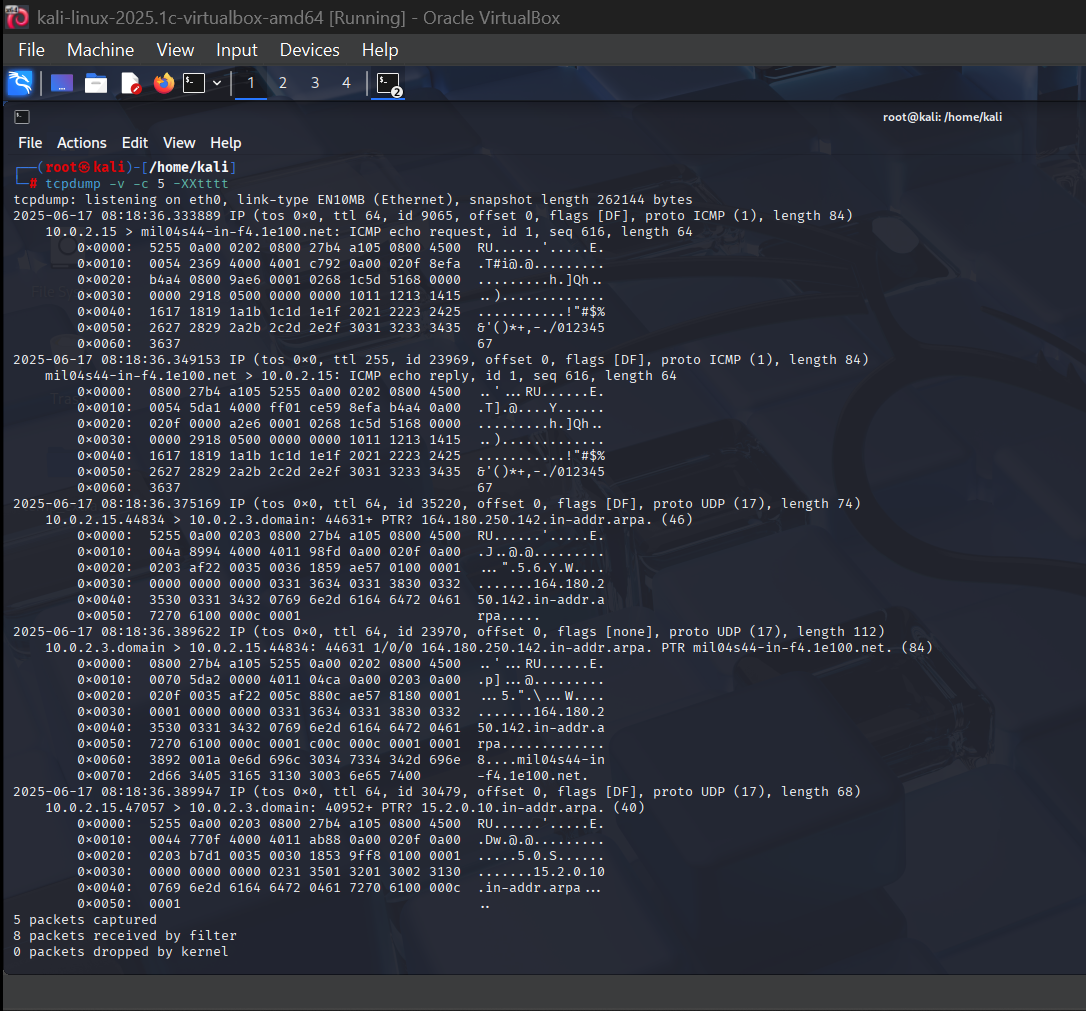 kali-linux-2025.1c-virtualbox-amd64 [Running] - Oracle VirtualBox
File Machine View Input Devices Help
1 2 3 4 2
root@kali: /home/kali
File Actions Edit View Help
┌──(root㉿kali)-[/home/kali]
└─# tcpdump -v -c 5 -XXtttt
tcpdump: listening on eth0, link-type EN10MB (Ethernet), snapshot length 262144 bytes
2025-06-17 08:18:36.333889 IP (tos 0×0, ttl 64, id 9065, offset 0, flags [DF], proto ICMP (1), length 84)
    10.0.2.15 > mil04s44-in-f4.1e100.net: ICMP echo request, id 1, seq 616, length 64
        0×0000:  5255 0a00 0202 0800 27b4 a105 0800 4500  RU......'.....E.
        0×0010:  0054 2369 4000 4001 c792 0a00 020f 8efa  .T#i@.@.........
        0×0020:  b4a4 0800 9ae6 0001 0268 1c5d 5168 0000  .........h.]Qh..
        0×0030:  0000 2918 0500 0000 0000 1011 1213 1415  ..).............
        0×0040:  1617 1819 1a1b 1c1d 1e1f 2021 2223 2425  ...........!"#$%
        0×0050:  2627 2829 2a2b 2c2d 2e2f 3031 3233 3435  &'()*+,-./012345
        0×0060:  3637                                     67
2025-06-17 08:18:36.349153 IP (tos 0×0, ttl 255, id 23969, offset 0, flags [DF], proto ICMP (1), length 84)
    mil04s44-in-f4.1e100.net > 10.0.2.15: ICMP echo reply, id 1, seq 616, length 64
        0×0000:  0800 27b4 a105 5255 0a00 0202 0800 4500  ..'...RU......E.
        0×0010:  0054 5da1 4000 ff01 ce59 8efa b4a4 0a00  .T].@....Y......
        0×0020:  020f 0000 a2e6 0001 0268 1c5d 5168 0000  .........h.]Qh..
        0×0030:  0000 2918 0500 0000 0000 1011 1213 1415  ..).............
        0×0040:  1617 1819 1a1b 1c1d 1e1f 2021 2223 2425  ...........!"#$%
        0×0050:  2627 2829 2a2b 2c2d 2e2f 3031 3233 3435  &'()*+,-./012345
        0×0060:  3637                                     67
2025-06-17 08:18:36.375169 IP (tos 0×0, ttl 64, id 35220, offset 0, flags [DF], proto UDP (17), length 74)
    10.0.2.15.44834 > 10.0.2.3.domain: 44631+ PTR? 164.180.250.142.in-addr.arpa. (46)
        0×0000:  5255 0a00 0203 0800 27b4 a105 0800 4500  RU......'.....E.
        0×0010:  004a 8994 4000 4011 98fd 0a00 020f 0a00  .J..@.@.........
        0×0020:  0203 af22 0035 0036 1859 ae57 0100 0001  ...".5.6.Y.W....
        0×0030:  0000 0000 0000 0331 3634 0331 3830 0332  .......164.180.2
        0×0040:  3530 0331 3432 0769 6e2d 6164 6472 0461  50.142.in-addr.a
        0×0050:  7270 6100 000c 0001                      rpa.....
2025-06-17 08:18:36.389622 IP (tos 0×0, ttl 64, id 23970, offset 0, flags [none], proto UDP (17), length 112)
    10.0.2.3.domain > 10.0.2.15.44834: 44631 1/0/0 164.180.250.142.in-addr.arpa. PTR mil04s44-in-f4.1e100.net. (84)
        0×0000:  0800 27b4 a105 5255 0a00 0202 0800 4500  ..'...RU......E.
        0×0010:  0070 5da2 0000 4011 04ca 0a00 0203 0a00  .p]...@.........
        0×0020:  020f 0035 af22 005c 880c ae57 8180 0001  ...5.".\...W....
        0×0030:  0001 0000 0000 0331 3634 0331 3830 0332  .......164.180.2
        0×0040:  3530 0331 3432 0769 6e2d 6164 6472 0461  50.142.in-addr.a
        0×0050:  7270 6100 000c 0001 c00c 000c 0001 0001  rpa.............
        0×0060:  3892 001a 0e6d 696c 3034 7334 342d 696e  8....mil04s44-in
        0×0070:  2d66 3405 3165 3130 3003 6e65 7400       -f4.1e100.net.
2025-06-17 08:18:36.389947 IP (tos 0×0, ttl 64, id 30479, offset 0, flags [DF], proto UDP (17), length 68)
    10.0.2.15.47057 > 10.0.2.3.domain: 40952+ PTR? 15.2.0.10.in-addr.arpa. (40)
        0×0000:  5255 0a00 0203 0800 27b4 a105 0800 4500  RU......'.....E.
        0×0010:  0044 770f 4000 4011 ab88 0a00 020f 0a00  .Dw.@.@.........
        0×0020:  0203 b7d1 0035 0030 1853 9ff8 0100 0001  .....5.0.S......
        0×0030:  0000 0000 0000 0231 3501 3201 3002 3130  .......15.2.0.10
        0×0040:  0769 6e2d 6164 6472 0461 7270 6100 000c  .in-addr.arpa...
        0×0050:  0001                                     ..
5 packets captured
8 packets received by filter
0 packets dropped by kernel